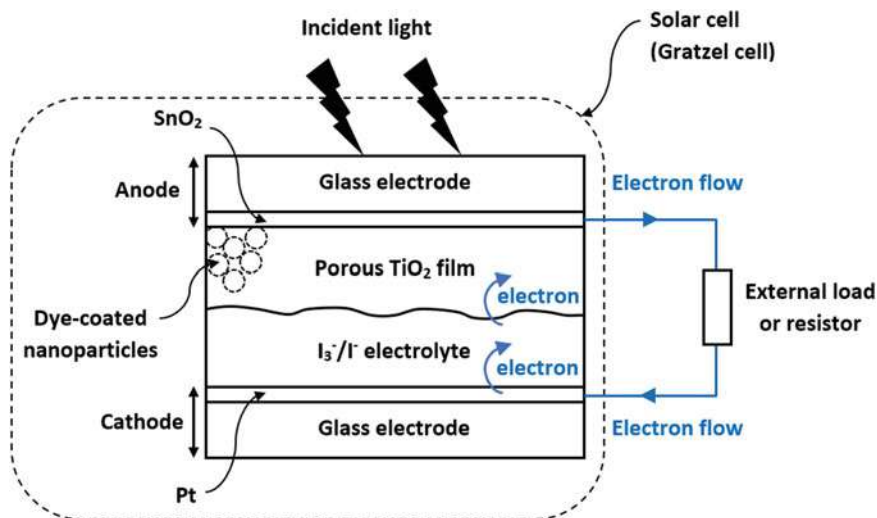 Incident light
Solar cell
(Gratzel cell)
SnO₂
Anode
Glass electrode
Electron flow
Porous TiO₂ film
electron
External load
or resistor
Dye-coated
nanoparticles
I₃⁻/I⁻ electrolyte
electron
Cathode
Glass electrode
Electron flow
Pt